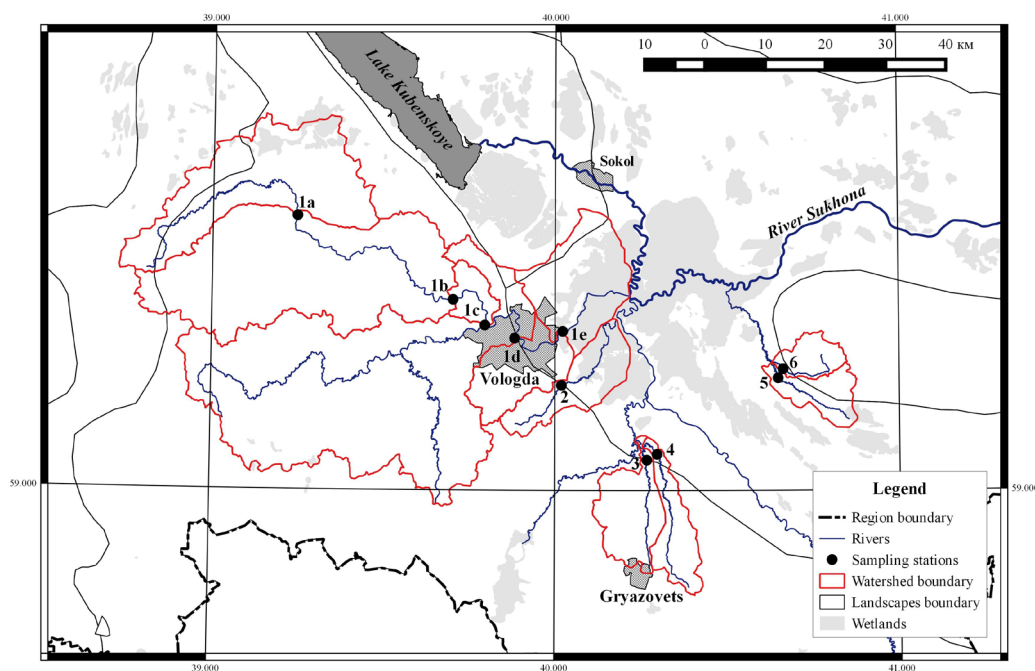 39.000
40.000
41.000
10 0 10 20 30 40 км
Lake Kubenskoye
Sokol
River Sukhona
1a
1b
1c
1d
1e
Vologda
2
6
5
4
3
59.000
59.000
Gryazovets
Legend
Region boundary
Rivers
Sampling stations
Watershed boundary
Landscapes boundary
Wetlands
39.000
40.000
41.000